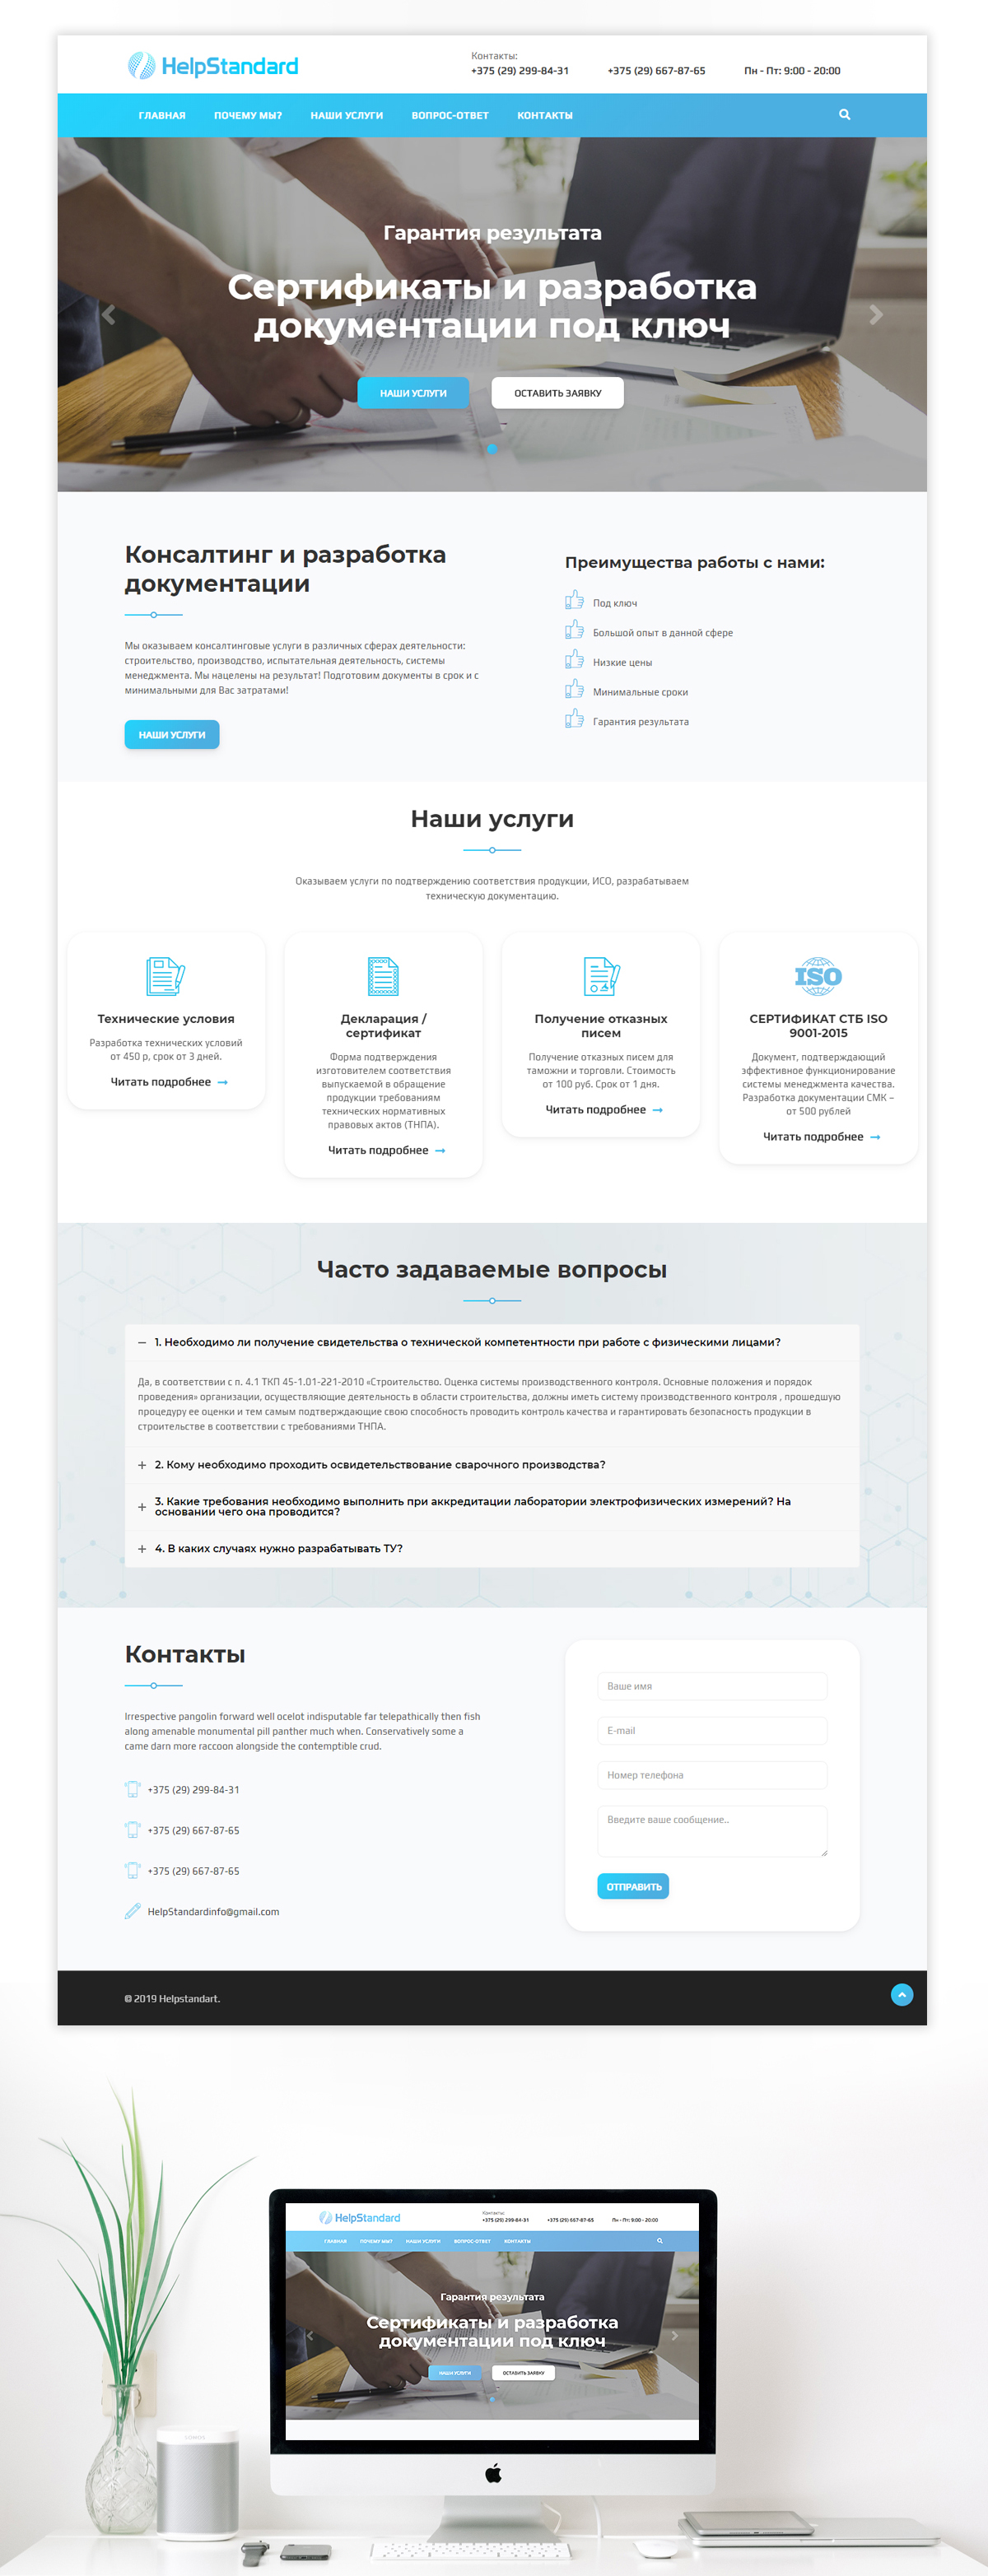 HelpStandard
Контакты:
+375 (29) 299-84-31 +375 (29) 667-87-65 Пн - Пт: 9:00 - 20:00
ГЛАВНАЯ ПОЧЕМУ МЫ? НАШИ УСЛУГИ ВОПРОС-ОТВЕТ КОНТАКТЫ
Гарантия результата
Сертификаты и разработка
документации под ключ
НАШИ УСЛУГИ ОСТАВИТЬ ЗАЯВКУ
Консалтинг и разработка
документации
Мы оказываем консалтинговые услуги в различных сферах деятельности:
строительство, производство, испытательная деятельность, системы
менеджмента. Мы нацелены на результат! Подготовим документы в срок и с
минимальными для Вас затратами!
НАШИ УСЛУГИ
Преимущества работы с нами:
Под ключ
Большой опыт в данной сфере
Низкие цены
Минимальные сроки
Гарантия результата
Наши услуги
Оказываем услуги по подтверждению соответствия продукции, ИСО, разрабатываем
техническую документацию.
Технические условия
Разработка технических условий
от 450 р, срок от 3 дней.
Читать подробнее
Декларация /
сертификат
Форма подтверждения
изготовителем соответствия
выпускаемой в обращение
продукции требованиям
технических нормативных
правовых актов (ТНПА).
Читать подробнее
Получение отказных
писем
Получение отказных писем для
таможни и торговли. Стоимость
от 100 руб. Срок от 1 дня.
Читать подробнее
ISO
СЕРТИФИКАТ СТБ ISO
9001-2015
Документ, подтверждающий
эффективное функционирование
системы менеджмента качества.
Разработка документации СМК –
от 500 рублей
Читать подробнее
Часто задаваемые вопросы
1. Необходимо ли получение свидетельства о технической компетентности при работе с физическими лицами?
Да, в соответствии с п. 4.1 ТКП 45-1.01-221-2010 «Строительство. Оценка системы производственного контроля. Основные положения и порядок
проведения» организации, осуществляющие деятельность в области строительства, должны иметь систему производственного контроля , прошедшую
процедуру ее оценки и тем самым подтверждающие свою способность проводить контроль качества и гарантировать безопасность продукции в
строительстве в соответствии с требованиями ТНПА.
2. Кому необходимо проходить освидетельствование сварочного производства?
3. Какие требования необходимо выполнить при аккредитации лаборатории электрофизических измерений? На
основании чего она проводится?
4. В каких случаях нужно разрабатывать ТУ?
Контакты
Irrespective pangolin forward well ocelot indisputable far telepathically then fish
along amenable monumental pill panther much when. Conservatively some a
came darn more raccoon alongside the contemptible crud.
+375 (29) 299-84-31
+375 (29) 667-87-65
+375 (29) 667-87-65
HelpStandardinfo@gmail.com
Ваше имя
E-mail
Номер телефона
Введите ваше сообщение..
ОТПРАВИТЬ
© 2019 Helpstandart.
HelpStandard
Контакты:
+375 (29) 299-84-31 +375 (29) 667-87-65 Пн - Пт: 9:00 - 20:00
ГЛАВНАЯ ПОЧЕМУ МЫ? НАШИ УСЛУГИ ВОПРОС-ОТВЕТ КОНТАКТЫ
Гарантия результата
Сертификаты и разработка
документации под ключ
НАШИ УСЛУГИ ОСТАВИТЬ ЗАЯВКУ
SONOS